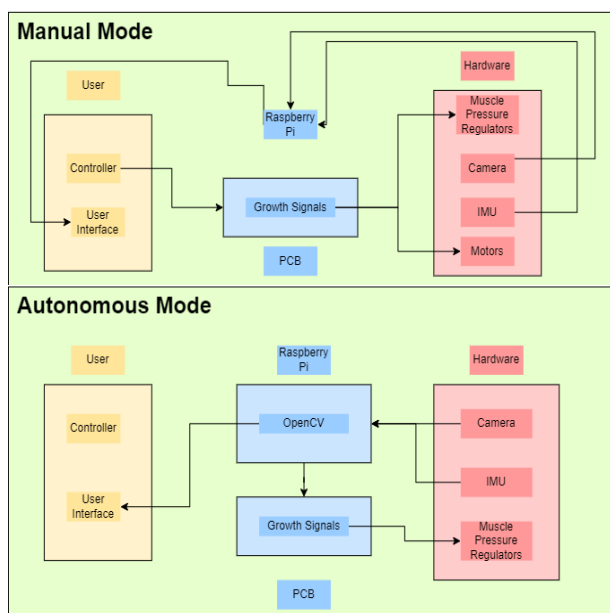 Manual Mode
User
Hardware
Raspberry
Pi
Muscle
Pressure
Regulators
Controller
Camera
Growth Signals
IMU
User
Interface
Motors
PCB
Autonomous Mode
User
Raspberry
Pi
Hardware
Controller
OpenCV
Camera
IMU
User
Interface
Growth Signals
Muscle
Pressure
Regulators
PCB